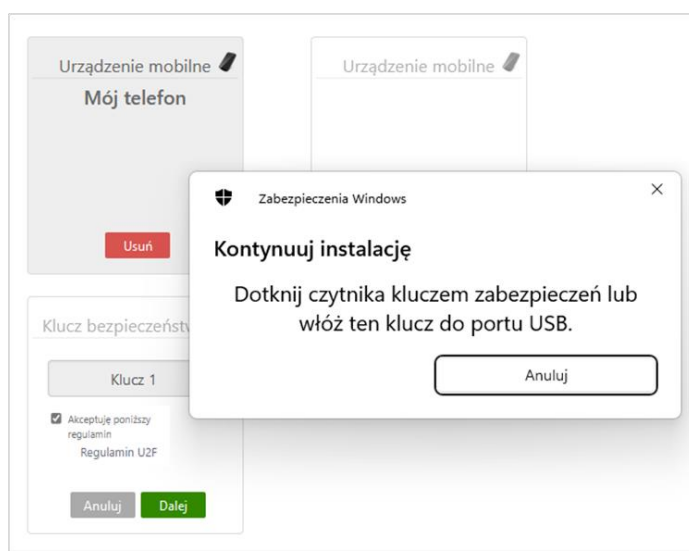 Urządzenie mobilne
Mój telefon
Usuń
Urządzenie mobilne
Zabezpieczenia Windows
Kontynuuj instalację
Dotknij czytnika kluczem zabezpieczeń lub
włóż ten klucz do portu USB.
Anuluj
Klucz
Klucz 1
Akceptuję poniższy
regulamin
Regulamin U2F
Anuluj
Dalej